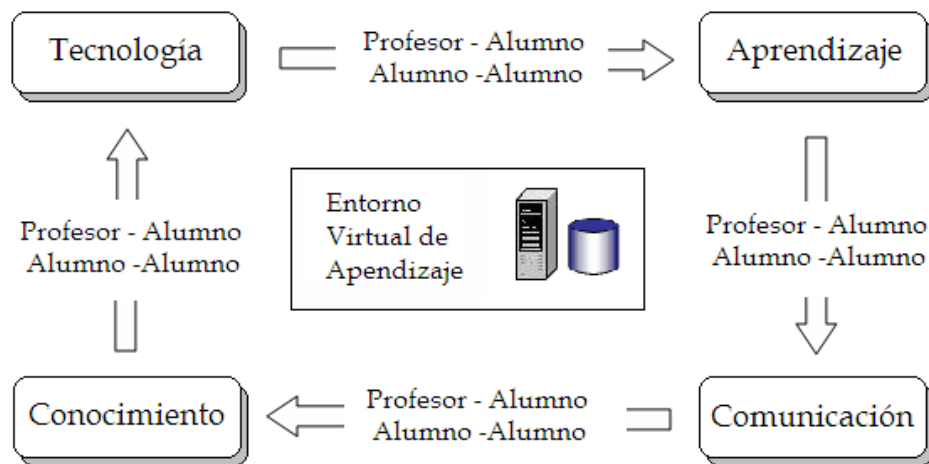 Tecnología
Profesor - Alumno
Alumno -Alumno
Aprendizaje
Profesor - Alumno
Alumno -Alumno
Entorno
Virtual de
Apendizaje
Profesor - Alumno
Alumno -Alumno
Conocimiento
Profesor - Alumno
Alumno -Alumno
Comunicación